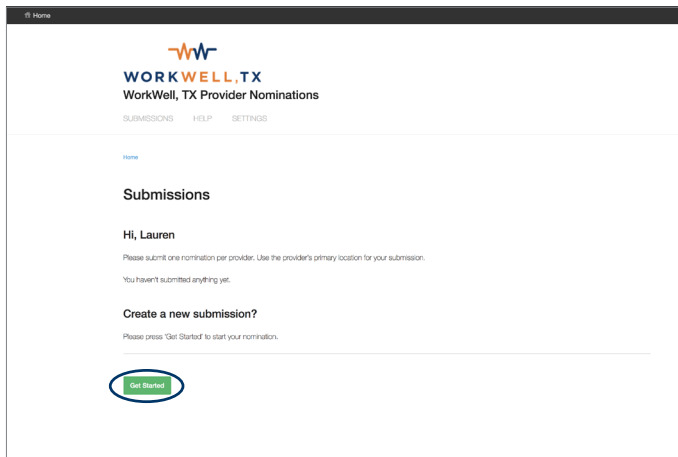 Home
WORKWELL,TX
WorkWell, TX Provider Nominations
SUBMISSIONS HELP SETTINGS
Home
Submissions
Hi, Lauren
Please submit one nomination per provider. Use the provider's primary location for your submission.
You haven't submitted anything yet.
Create a new submission?
Please press 'Get Started' to start your nomination.
Get Started